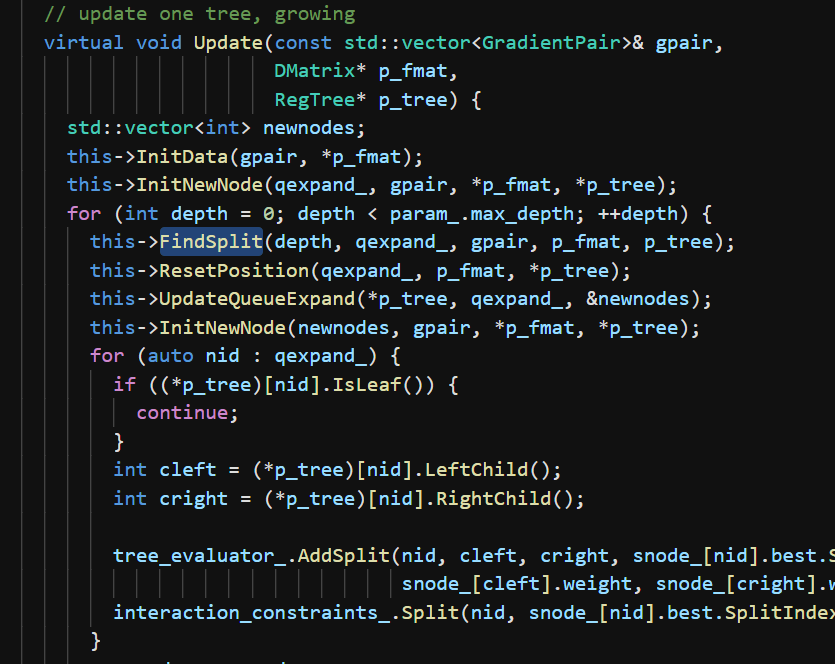 // update one tree, growing
virtual void Update(const std::vector<GradientPair>& gpair,
DMatrix* p_fmat,
RegTree* p_tree) {
std::vector<int> newnodes;
this->InitData(gpair, *p_fmat);
this->InitNewNode(qexpand_, gpair, *p_fmat, *p_tree);
for (int depth = 0; depth < param_.max_depth; ++depth) {
this->FindSplit(depth, qexpand_, gpair, p_fmat, p_tree);
this->ResetPosition(qexpand_, p_fmat, *p_tree);
this->UpdateQueueExpand(*p_tree, qexpand_, &newnodes);
this->InitNewNode(newnodes, gpair, *p_fmat, *p_tree);
for (auto nid : qexpand_) {
if ((*p_tree)[nid].IsLeaf()) {
continue;
}
int cleft = (*p_tree)[nid].LeftChild();
int cright = (*p_tree)[nid].RightChild();
tree_evaluator_.AddSplit(nid, cleft, cright, snode_[nid].best.S
snode_[cleft].weight, snode_[cright].w
interaction_constraints_.Split(nid, snode_[nid].best.SplitIndex
}